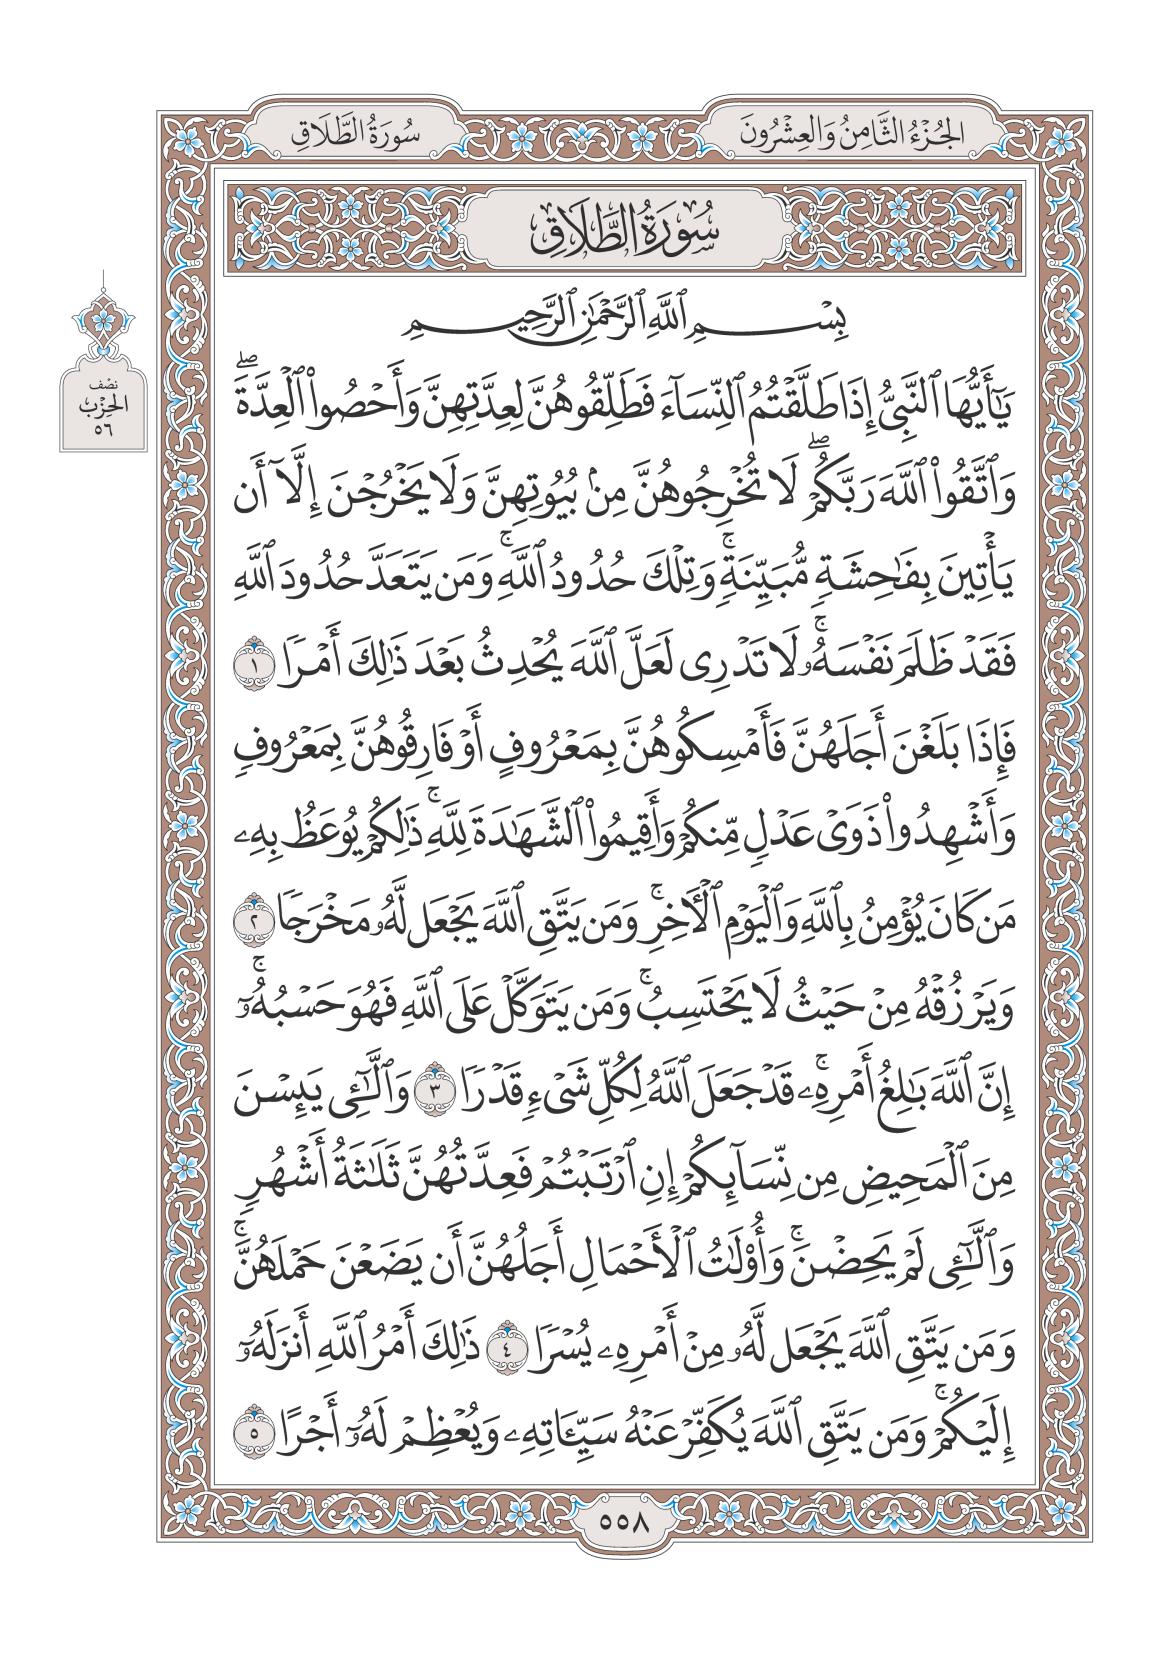 الجُزْءُ الثَّامِنُ وَالعِشْرُونَ
سُورَةُ الطَّلَاقِ
سُورَةُ الطَّلَاقِ
نصْف
الحِزْب
٥٦
بِسْمِ ٱللَّهِ ٱلرَّحْمَٰنِ ٱلرَّحِيمِ
يَٰٓأَيُّهَا ٱلنَّبِيُّ إِذَا طَلَّقْتُمُ ٱلنِّسَآءَ فَطَلِّقُوهُنَّ لِعِدَّتِهِنَّ وَأَحْصُوا۟ ٱلْعِدَّةَۖ
وَٱتَّقُوا۟ ٱللَّهَ رَبَّكُمْۖ لَا تُخْرِجُوهُنَّ مِنۢ بُيُوتِهِنَّ وَلَا يَخْرُجْنَ إِلَّآ أَن
يَأْتِينَ بِفَٰحِشَةٍ مُّبَيِّنَةٍۚ وَتِلْكَ حُدُودُ ٱللَّهِۚ وَمَن يَتَعَدَّ حُدُودَ ٱللَّهِ
فَقَدْ ظَلَمَ نَفْسَهُۥۚ لَا تَدْرِى لَعَلَّ ٱللَّهَ يُحْدِثُ بَعْدَ ذَٰلِكَ أَمْرًا ١
فَإِذَا بَلَغْنَ أَجَلَهُنَّ فَأَمْسِكُوهُنَّ بِمَعْرُوفٍ أَوْ فَارِقُوهُنَّ بِمَعْرُوفٍ
وَأَشْهِدُوا۟ ذَوَىْ عَدْلٍ مِّنكُمْ وَأَقِيمُوا۟ ٱلشَّهَٰدَةَ لِلَّهِۚ ذَٰلِكُمْ يُوعَظُ بِهِۦ
مَن كَانَ يُؤْمِنُ بِٱللَّهِ وَٱلْيَوْمِ ٱلْأَخِرِۚ وَمَن يَتَّقِ ٱللَّهَ يَجْعَل لَّهُۥ مَخْرَجًا ٢
وَيَرْزُقْهُ مِنْ حَيْثُ لَا يَحْتَسِبُۚ وَمَن يَتَوَكَّلْ عَلَى ٱللَّهِ فَهُوَ حَسْبُهُۥٓۚ
إِنَّ ٱللَّهَ بَٰلِغُ أَمْرِهِۦۚ قَدْ جَعَلَ ٱللَّهُ لِكُلِّ شَىْءٍ قَدْرًا ٣ وَٱلَّٰٓـِٔى يَئِسْنَ
مِنَ ٱلْمَحِيضِ مِن نِّسَآئِكُمْ إِنِ ٱرْتَبْتُمْ فَعِدَّتُهُنَّ ثَلَٰثَةُ أَشْهُرٍ
وَٱلَّٰٓـِٔى لَمْ يَحِضْنَۚ وَأُو۟لَٰتُ ٱلْأَحْمَالِ أَجَلُهُنَّ أَن يَضَعْنَ حَمْلَهُنَّۚ
وَمَن يَتَّقِ ٱللَّهَ يَجْعَل لَّهُۥ مِنْ أَمْرِهِۦ يُسْرًا ٤ ذَٰلِكَ أَمْرُ ٱللَّهِ أَنزَلَهُۥٓ
إِلَيْكُمْۚ وَمَن يَتَّقِ ٱللَّهَ يُكَفِّرْ عَنْهُ سَيِّـَٔاتِهِۦ وَيُعْظِمْ لَهُۥٓ أَجْرًا ٥
٥٥٨